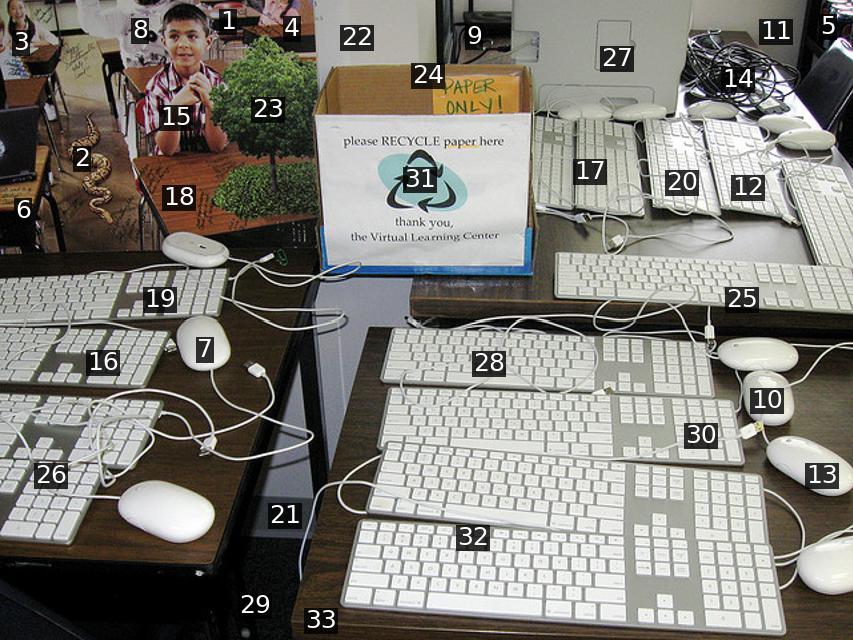 PAPER
ONLY!
please RECYCLE paper here
thank you,
the Virtual Learning Center